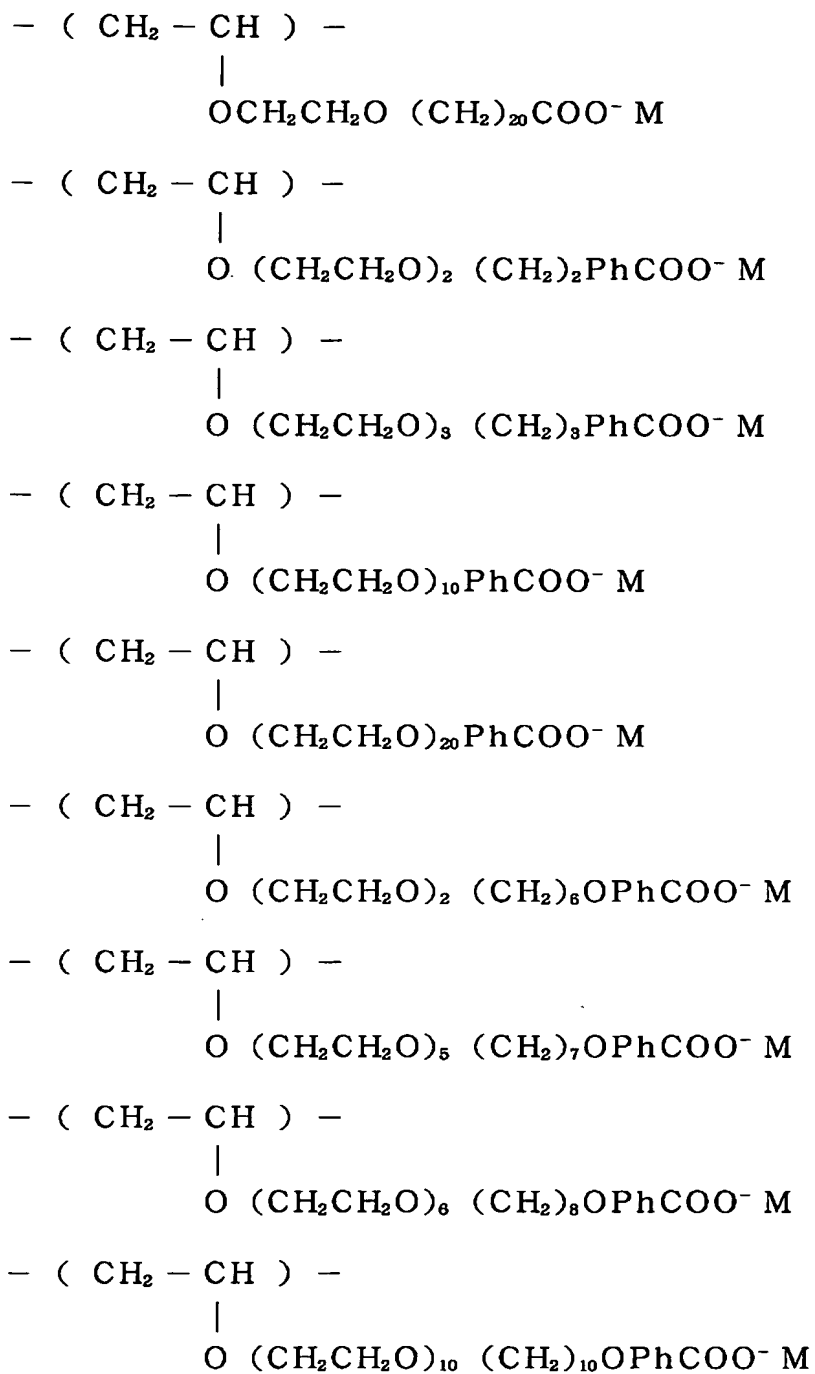 − ( CH₂ − CH ) −
|
OCH₂CH₂O (CH₂)₂₀COO⁻ M
− ( CH₂ − CH ) −
|
O (CH₂CH₂O)₂ (CH₂)₂PhCOO⁻ M
− ( CH₂ − CH ) −
|
O (CH₂CH₂O)₃ (CH₂)₃PhCOO⁻ M
− ( CH₂ − CH ) −
|
O (CH₂CH₂O)₁₀PhCOO⁻ M
− ( CH₂ − CH ) −
|
O (CH₂CH₂O)₂₀PhCOO⁻ M
− ( CH₂ − CH ) −
|
O (CH₂CH₂O)₂ (CH₂)₆OPhCOO⁻ M
− ( CH₂ − CH ) −
|
O (CH₂CH₂O)₅ (CH₂)₇OPhCOO⁻ M
− ( CH₂ − CH ) −
|
O (CH₂CH₂O)₆ (CH₂)₈OPhCOO⁻ M
− ( CH₂ − CH ) −
|
O (CH₂CH₂O)₁₀ (CH₂)₁₀OPhCOO⁻ M